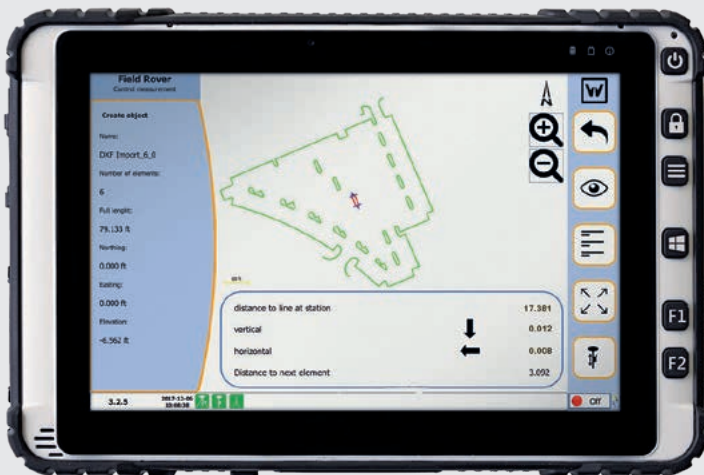 Field Rover
Control measurement
Create object
Name:
DXF Import_6_0
Number of elements:
6
Full length:
79.133 ft
Northing:
0.000 ft
Easting:
0.000 ft
Elevation:
-6.562 ft
N
W
distance to line at station 17.381
vertical 0.012
horizontal 0.008
Distance to next element 3.092
3.2.5
2017-12-06
Off
F1
F2